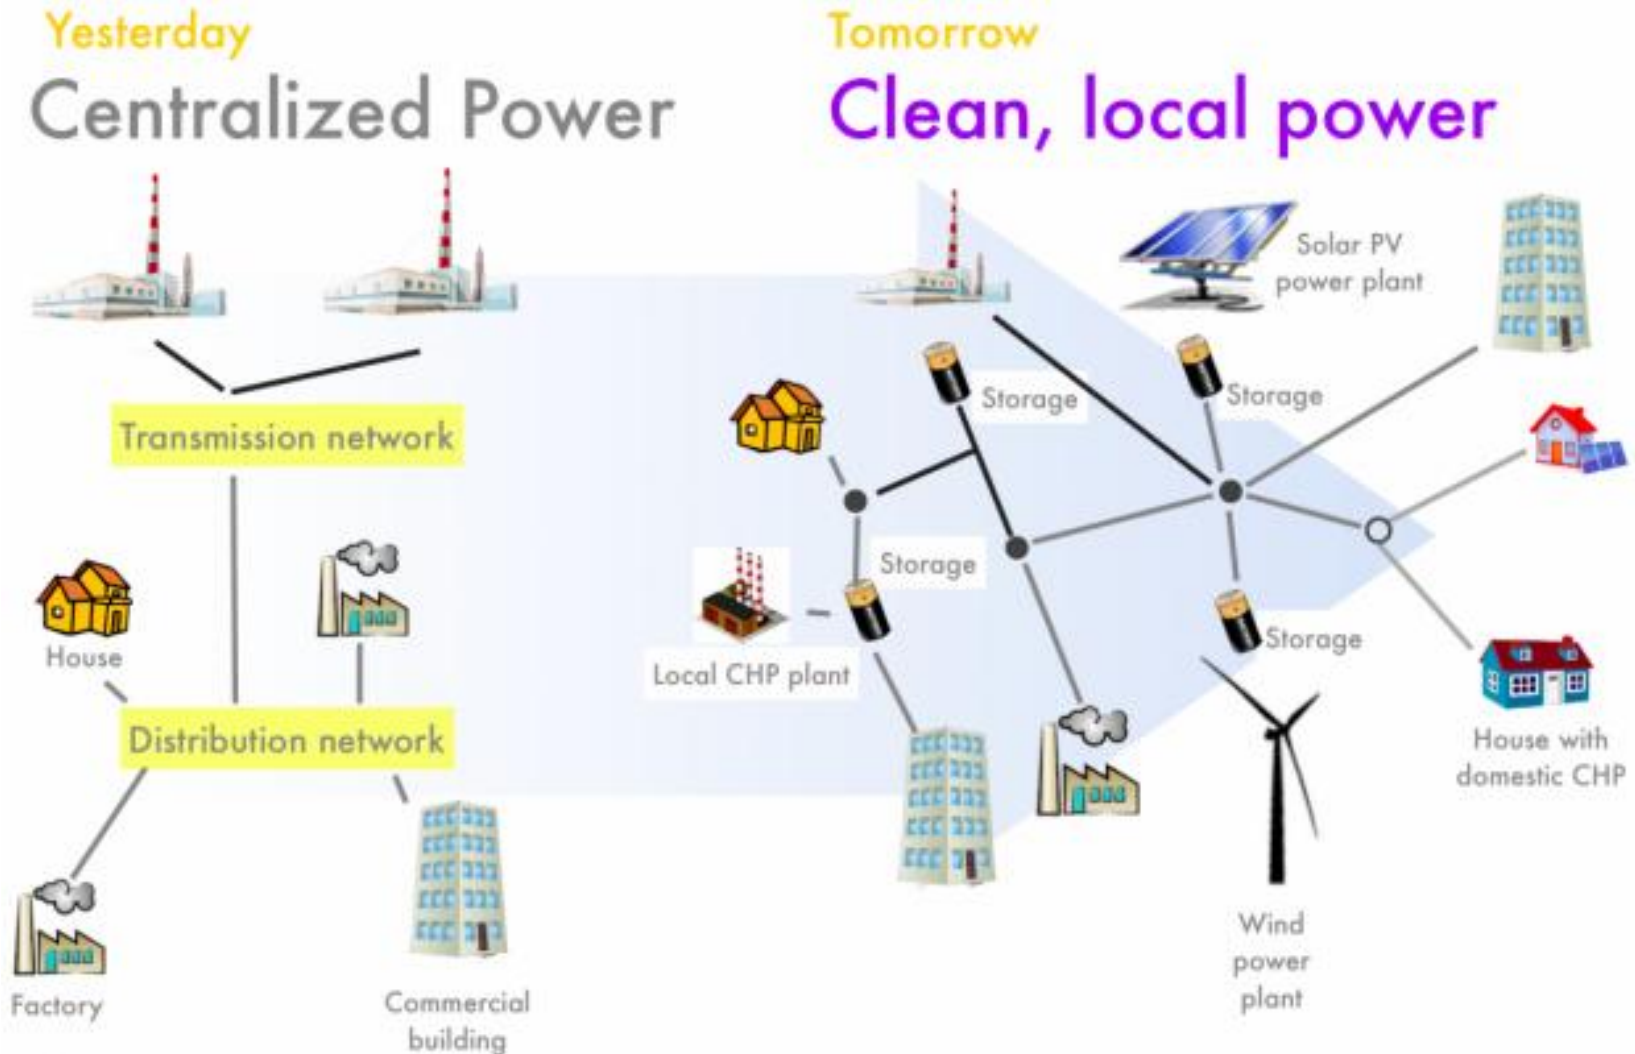 Yesterday
Centralized Power
Transmission network
House
Distribution network
Factory
Commercial
building
Tomorrow
Clean, local power
Solar PV
power plant
Storage
Storage
Storage
Local CHP plant
Storage
House with
domestic CHP
Wind
power
plant